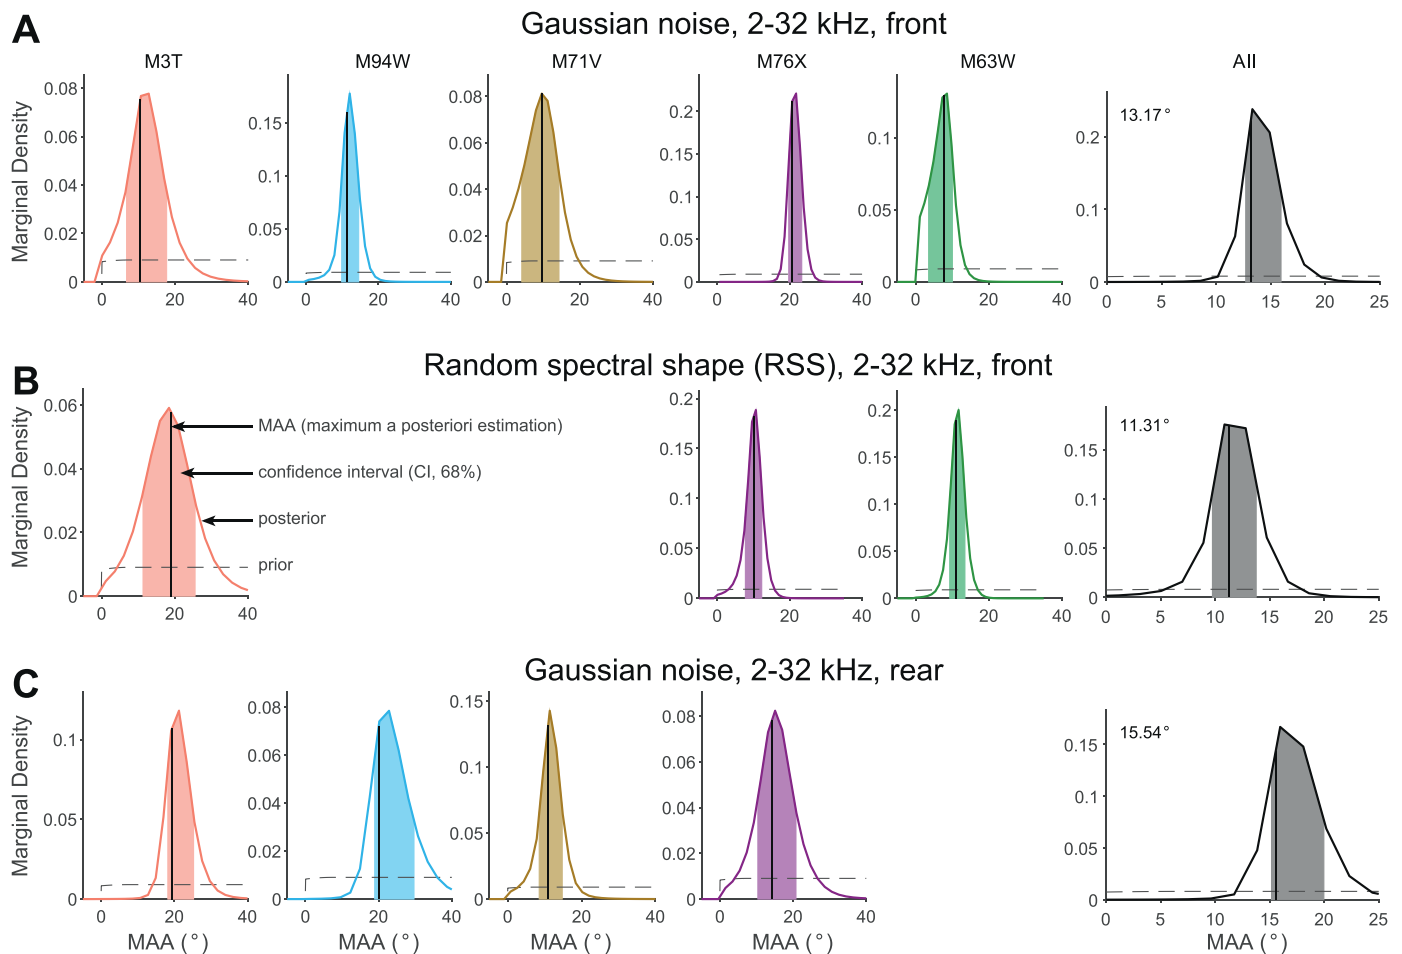 A
Gaussian noise, 2-32 kHz, front
M3T M94W M71V M76X M63W All
Marginal Density
0.08
0.06
0.04
0.02
0
0 20 40
0.15
0.1
0.05
0
0 20 40
0.08
0.06
0.04
0.02
0
0 20 40
0.2
0.15
0.1
0.05
0
0 20 40
0.1
0.05
0
0 20 40
13.17°
0.2
0.1
0
0 5 10 15 20 25
B
Random spectral shape (RSS), 2-32 kHz, front
Marginal Density
0.06
0.04
0.02
0
0 20 40
MAA (maximum a posteriori estimation)
confidence interval (CI, 68%)
posterior
prior
0.2
0.15
0.1
0.05
0
0 20 40
0.2
0.15
0.1
0.05
0
0 20 40
11.31°
0.15
0.1
0.05
0
0 5 10 15 20 25
C
Gaussian noise, 2-32 kHz, rear
Marginal Density
0.1
0.05
0
0 20 40
MAA (°)
0.08
0.06
0.04
0.02
0
0 20 40
MAA (°)
0.15
0.1
0.05
0
0 20 40
MAA (°)
0.08
0.06
0.04
0.02
0
0 20 40
MAA (°)
15.54°
0.15
0.1
0.05
0
0 5 10 15 20 25
MAA (°)